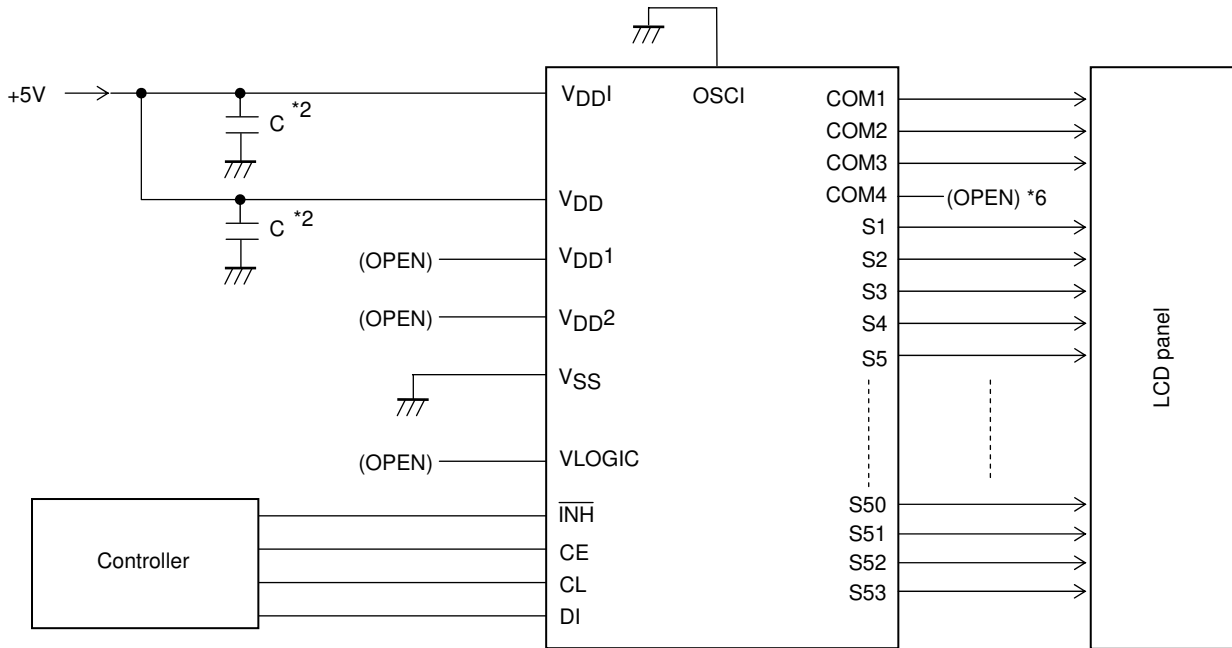 +5V
C *2
C *2
(OPEN)
(OPEN)
(OPEN)
Controller
VDDI
OSCI
VDD
VDD1
VDD2
VSS
VLOGIC
INH
CE
CL
DI
COM1
COM2
COM3
COM4
(OPEN) *6
S1
S2
S3
S4
S5
S50
S51
S52
S53
LCD panel